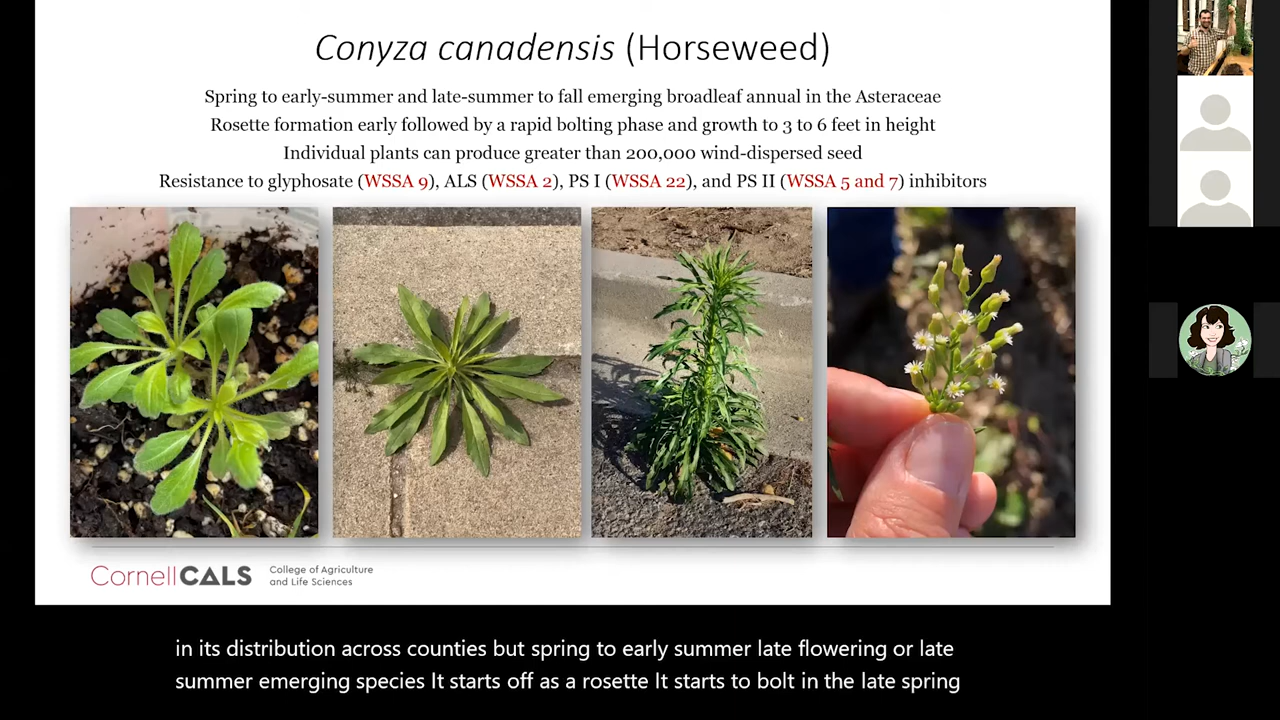 Conyza canadensis (Horseweed)
Spring to early-summer and late-summer to fall emerging broadleaf annual in the Asteraceae
Rosette formation early followed by a rapid bolting phase and growth to 3 to 6 feet in height
Individual plants can produce greater than 200,000 wind-dispersed seed
Resistance to glyphosate (WSSA 9), ALS (WSSA 2), PS I (WSSA 22), and PS II (WSSA 5 and 7) inhibitors
CornellCALS
College of Agriculture
and Life Sciences
in its distribution across counties but spring to early summer late flowering or late
summer emerging species It starts off as a rosette It starts to bolt in the late spring